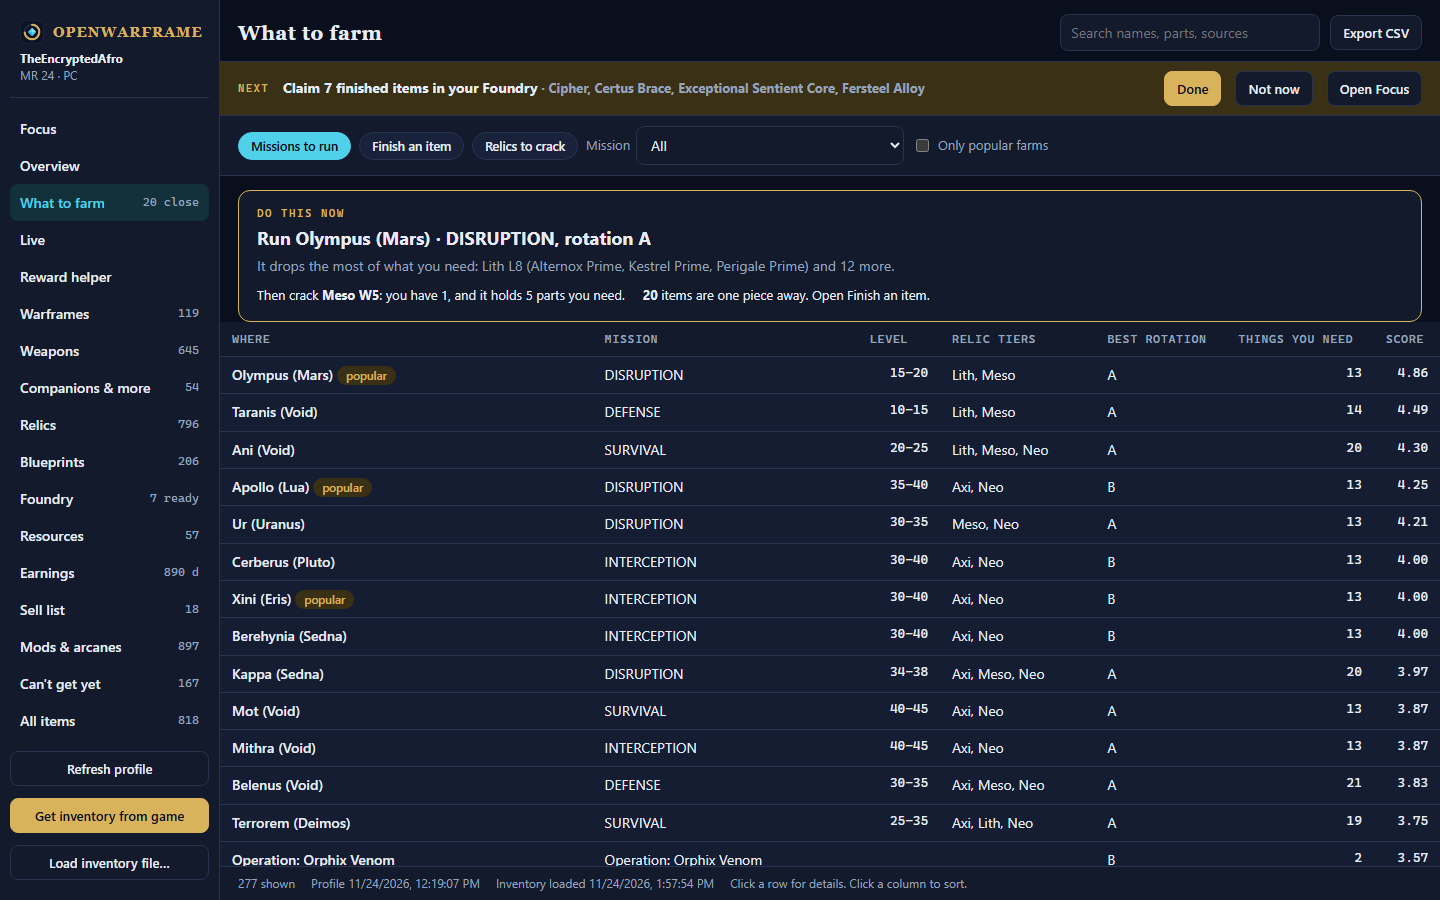 OPENWARFRAME
TheEncryptedAfro
MR 24 · PC
Focus
Overview
What to farm 20 close
Live
Reward helper
Warframes 119
Weapons 645
Companions & more 54
Relics 796
Blueprints 206
Foundry 7 ready
Resources 57
Earnings 890 d
Sell list 18
Mods & arcanes 897
Can't get yet 167
All items 818
Refresh profile
Get inventory from game
Load inventory file...
What to farm
Search names, parts, sources
Export CSV
NEXT Claim 7 finished items in your Foundry · Cipher, Certus Brace, Exceptional Sentient Core, Fersteel Alloy
Done Not now Open Focus
Missions to run Finish an item Relics to crack Mission All Only popular farms
DO THIS NOW
Run Olympus (Mars) · DISRUPTION, rotation A
It drops the most of what you need: Lith L8 (Alternox Prime, Kestrel Prime, Perigale Prime) and 12 more.
Then crack Meso W5: you have 1, and it holds 5 parts you need. 20 items are one piece away. Open Finish an item.
WHERE MISSION LEVEL RELIC TIERS BEST ROTATION THINGS YOU NEED SCORE
Olympus (Mars) popular DISRUPTION 15–20 Lith, Meso A 13 4.86
Taranis (Void) DEFENSE 10–15 Lith, Meso A 14 4.49
Ani (Void) SURVIVAL 20–25 Lith, Meso, Neo A 20 4.30
Apollo (Lua) popular DISRUPTION 35–40 Axi, Neo B 13 4.25
Ur (Uranus) DISRUPTION 30–35 Meso, Neo A 13 4.21
Cerberus (Pluto) INTERCEPTION 30–40 Axi, Neo B 13 4.00
Xini (Eris) popular INTERCEPTION 30–40 Axi, Neo B 13 4.00
Berehynia (Sedna) INTERCEPTION 30–40 Axi, Neo B 13 4.00
Kappa (Sedna) DISRUPTION 34–38 Axi, Meso, Neo A 20 3.97
Mot (Void) SURVIVAL 40–45 Axi, Neo A 13 3.87
Mithra (Void) INTERCEPTION 40–45 Axi, Neo A 13 3.87
Belenus (Void) DEFENSE 30–35 Axi, Meso, Neo A 21 3.83
Terrorem (Deimos) SURVIVAL 25–35 Axi, Lith, Neo A 19 3.75
Operation: Orphix Venom Operation: Orphix Venom B 2 3.57
277 shown Profile 11/24/2026, 12:19:07 PM Inventory loaded 11/24/2026, 1:57:54 PM Click a row for details. Click a column to sort.